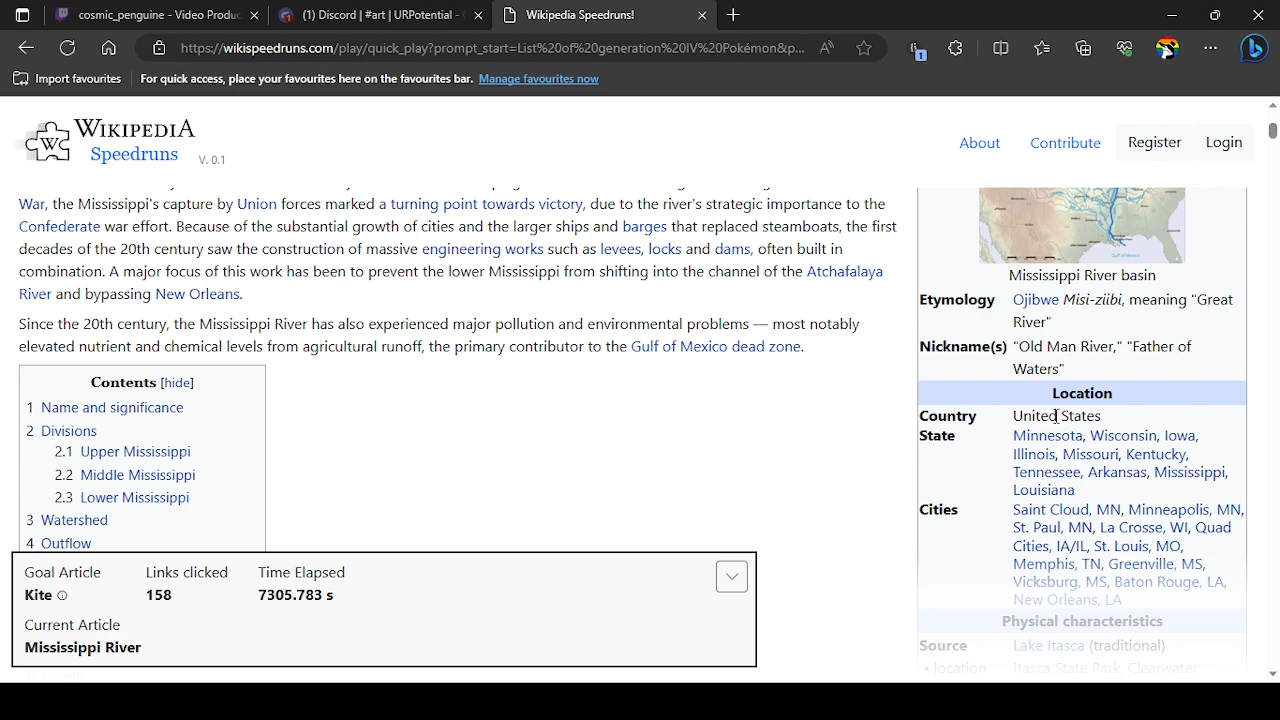 cosmic_penguine - Video Produc
(1) Discord | #art | URPotential -
Wikipedia Speedruns!
https://wikispeedruns.com/play/quick_play?prompt_start=List%20of%20generation%20IV%20Pokémon&p...
1
Import favourites
For quick access, place your favourites here on the favourites bar. Manage favourites now
WIKIPEDIA
Speedruns V. 0.1
About Contribute Register Login
War, the Mississippi's capture by Union forces marked a turning point towards victory, due to the river's strategic importance to the
Confederate war effort. Because of the substantial growth of cities and the larger ships and barges that replaced steamboats, the first
decades of the 20th century saw the construction of massive engineering works such as levees, locks and dams, often built in
combination. A major focus of this work has been to prevent the lower Mississippi from shifting into the channel of the Atchafalaya
River and bypassing New Orleans.
Since the 20th century, the Mississippi River has also experienced major pollution and environmental problems — most notably
elevated nutrient and chemical levels from agricultural runoff, the primary contributor to the Gulf of Mexico dead zone.
Contents [hide]
1 Name and significance
2 Divisions
2.1 Upper Mississippi
2.2 Middle Mississippi
2.3 Lower Mississippi
3 Watershed
4 Outflow
Goal Article Links clicked Time Elapsed
Kite 158 7305.783 s
Current Article
Mississippi River
Mississippi River basin
Etymology Ojibwe Misi-ziibi, meaning "Great
River"
Nickname(s) "Old Man River," "Father of
Waters"
Location
Country United States
State Minnesota, Wisconsin, Iowa,
Illinois, Missouri, Kentucky,
Tennessee, Arkansas, Mississippi,
Louisiana
Cities Saint Cloud, MN, Minneapolis, MN,
St. Paul, MN, La Crosse, WI, Quad
Cities, IA/IL, St. Louis, MO,
Memphis, TN, Greenville, MS,
Vicksburg, MS, Baton Rouge, LA,
New Orleans, LA
Physical characteristics
Source Lake Itasca (traditional)
• location Itasca State Park, Clearwater